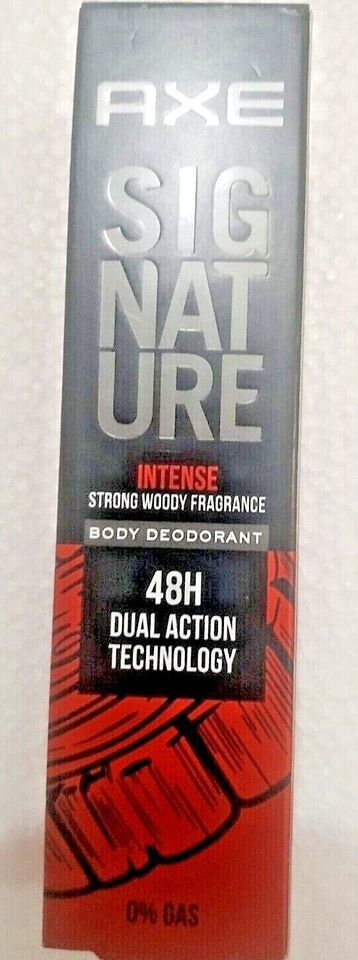 AXE
SIG
NAT
URE
INTENSE
STRONG WOODY FRAGRANCE
BODY DEODORANT
48H
DUAL ACTION
TECHNOLOGY
0% GAS